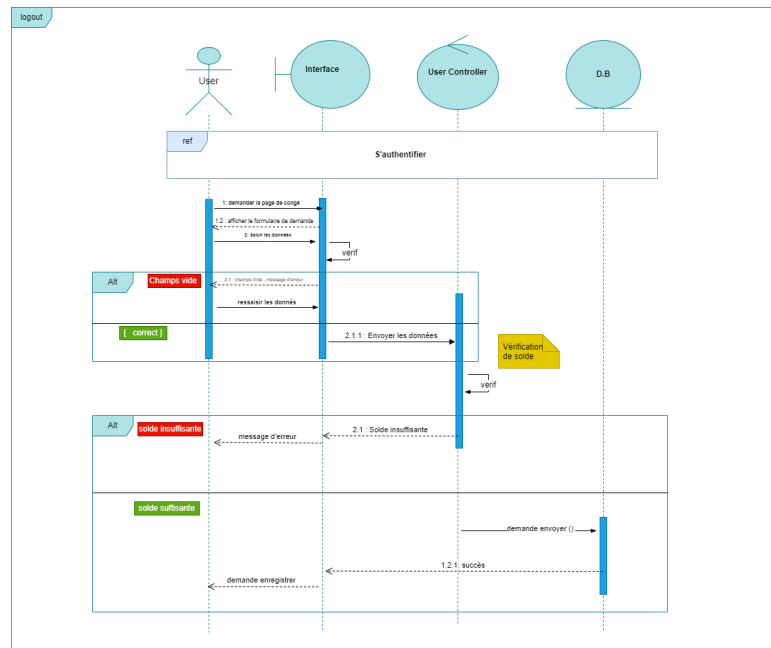 logout
User
Interface
User Controller
D.B
ref
S'authentifier
1: demander la page de congé
1.2 : afficher le formulaire de demande
2: Saisir les données
verif
Alt
Champs vide
2.1 : champs Vide , message d'erreur
ressaisir les donnés
[ correct ]
2.1.1 : Envoyer les données
Vérification
de solde
verif
Alt
solde insuffisante
2.1 : Solde insuffisante
message d'erreur
solde suffisante
demande envoyer ()
1.2.1: succès
demande enregistrer